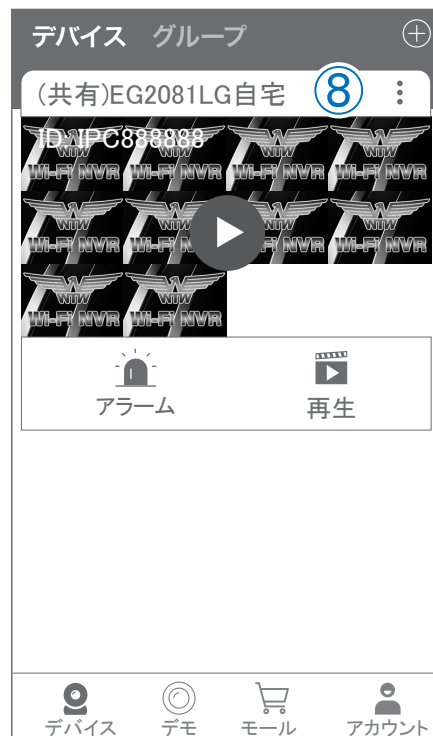 デバイス グループ
(共有)EG2081LG自宅 ⑧
ID: IPC888888
WTW WTW WTW WTW
Wi-Fi NVR Wi-Fi NVR Wi-Fi NVR Wi-Fi NVR
WTW WTW WTW WTW
Wi-Fi NVR Wi-Fi NVR Wi-Fi NVR Wi-Fi NVR
WTW WTW
Wi-Fi NVR Wi-Fi NVR
アラーム 再生
デバイス デモ モール アカウント